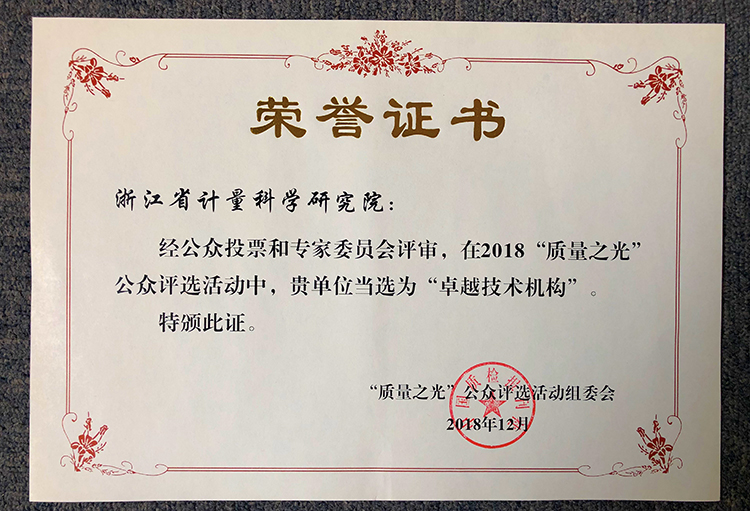 荣誉证书
浙江省计量科学研究院：
经公众投票和专家委员会评审，在2018“质量之光”
公众评选活动中，贵单位当选为“卓越技术机构”。
特颁此证。
“质量之光”公众评选活动组委会
2018年12月